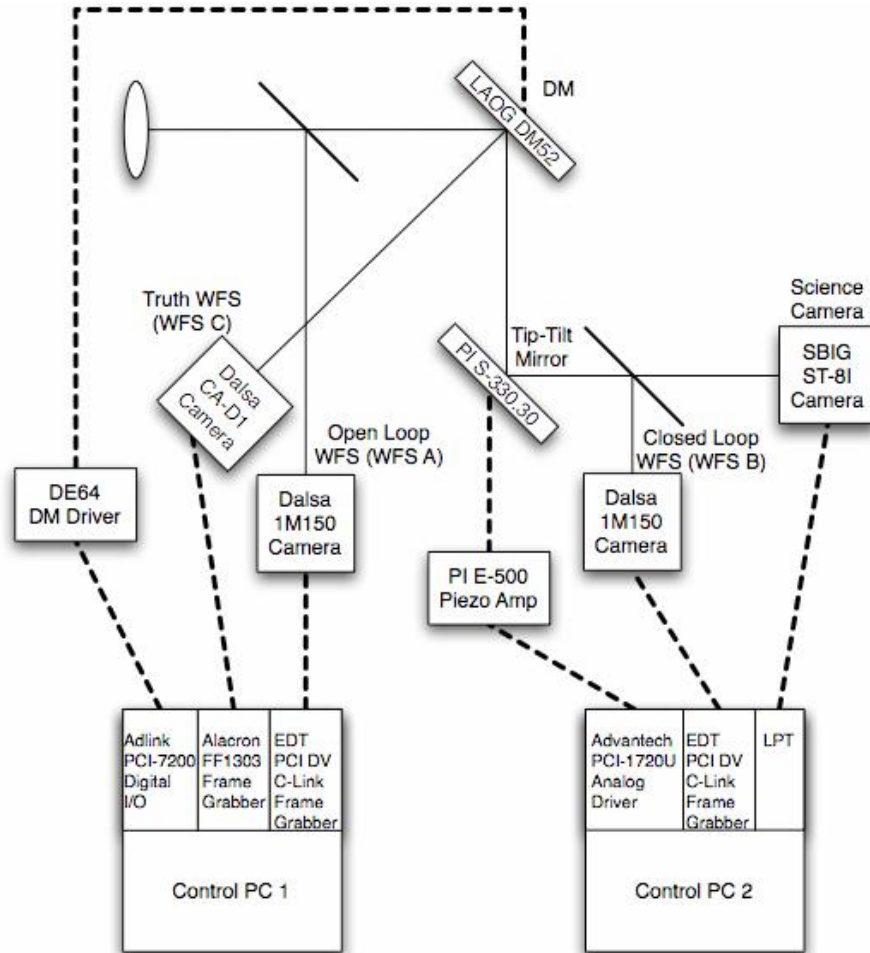 DM
LAOG DM52
Truth WFS
(WFS C)
Dalsa
CA-D1
Camera
Open Loop
WFS (WFS A)
Dalsa
1M150
Camera
DE64
DM Driver
Tip-Tilt
Mirror
PI S-330.30
Science
Camera
SBIG
ST-8I
Camera
Closed Loop
WFS (WFS B)
Dalsa
1M150
Camera
PI E-500
Piezo Amp
Adlink
PCI-7200
Digital
I/O
Alacron
FF1303
Frame
Grabber
EDT
PCI DV
C-Link
Frame
Grabber
Control PC 1
Advantech
PCI-1720U
Analog
Driver
EDT
PCI DV
C-Link
Frame
Grabber
LPT
Control PC 2